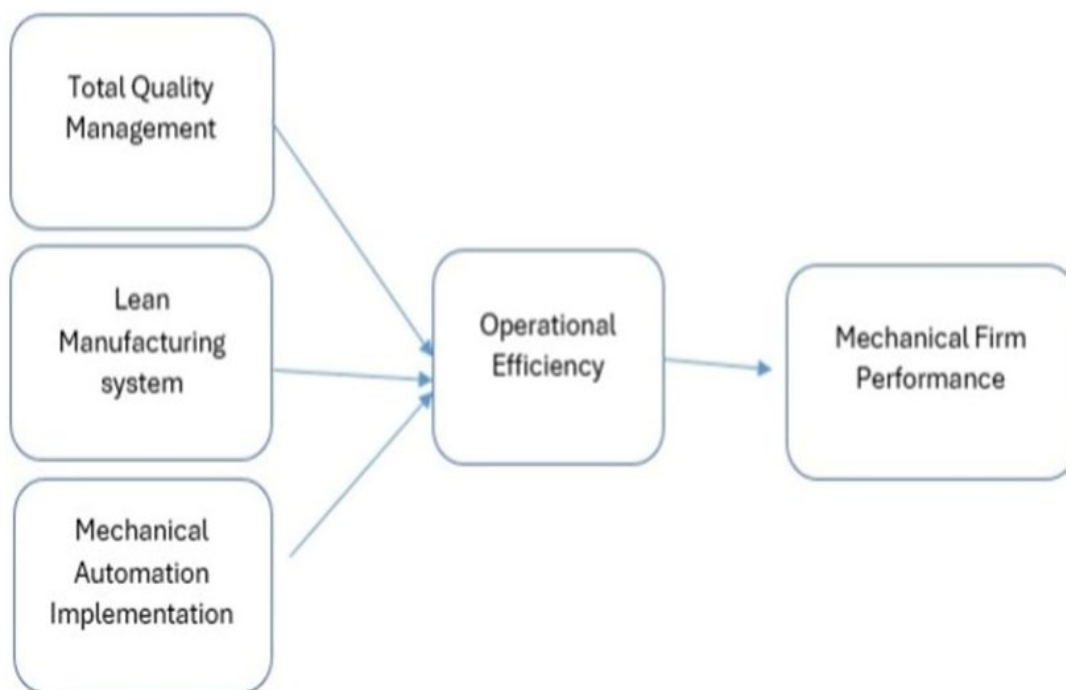 Total Quality
Management
Lean
Manufacturing
system
Mechanical
Automation
Implementation
Operational
Efficiency
Mechanical Firm
Performance